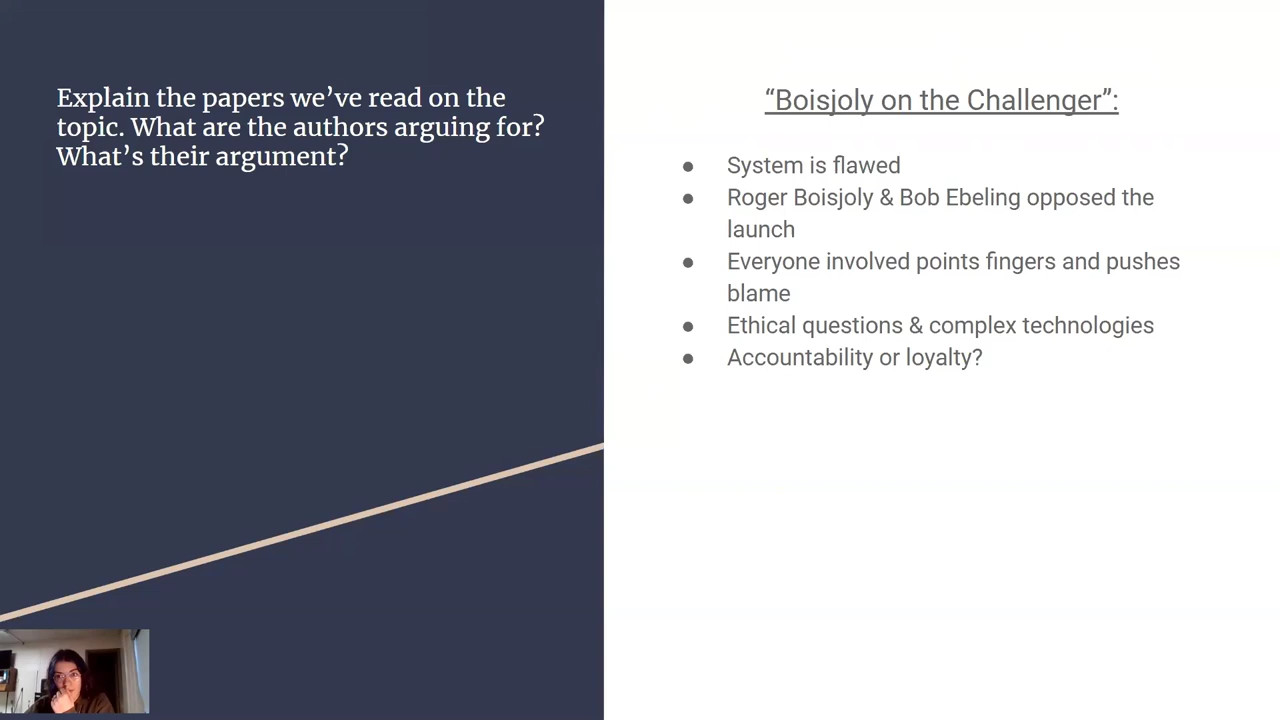 Explain the papers we’ve read on the
topic. What are the authors arguing for?
What’s their argument?
“Boisjoly on the Challenger”:
● System is flawed
● Roger Boisjoly & Bob Ebeling opposed the
launch
● Everyone involved points fingers and pushes
blame
● Ethical questions & complex technologies
● Accountability or loyalty?